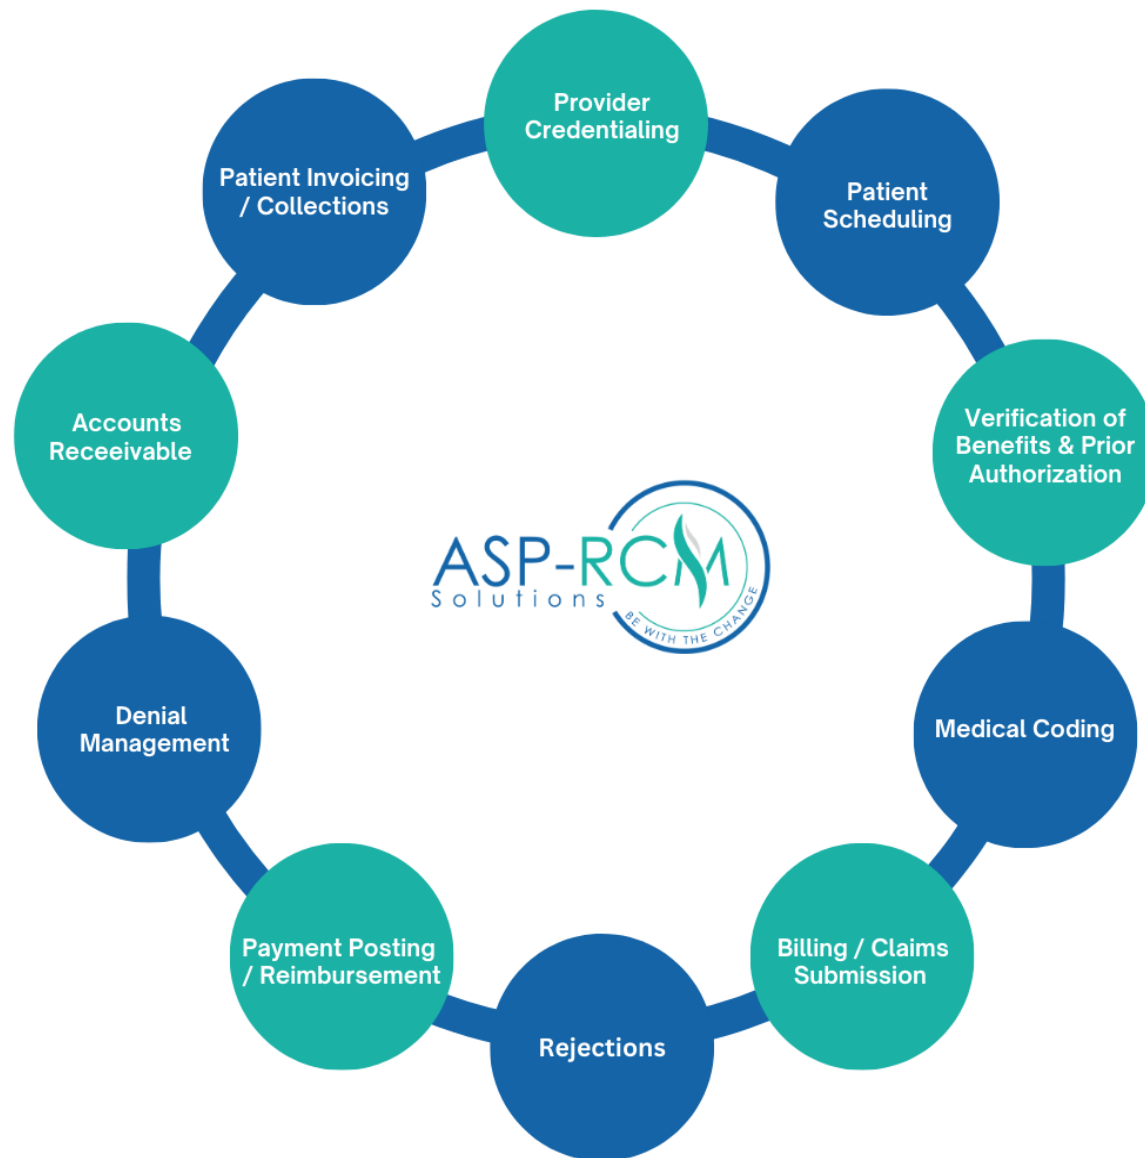 Provider
Credentialing
Patient
Scheduling
Verification of
Benefits & Prior
Authorization
Medical Coding
Billing / Claims
Submission
Rejections
Payment Posting
/ Reimbursement
Denial
Management
Accounts
Receeivable
Patient Invoicing
/ Collections
ASP-RCM
Solutions
BE WITH THE CHANGE